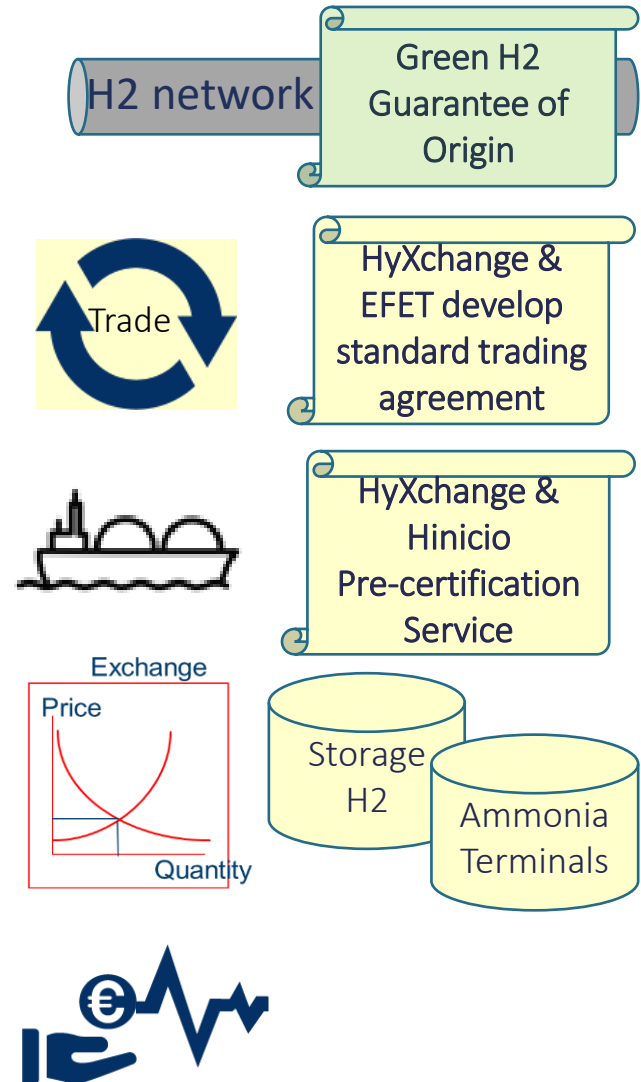 H2 network
Green H2
Guarantee of
Origin
Trade
HyXchange &
EFET develop
standard trading
agreement
HyXchange &
Hinicio
Pre-certification
Service
Exchange
Price
Quantity
Storage
H2
Ammonia
Terminals
€